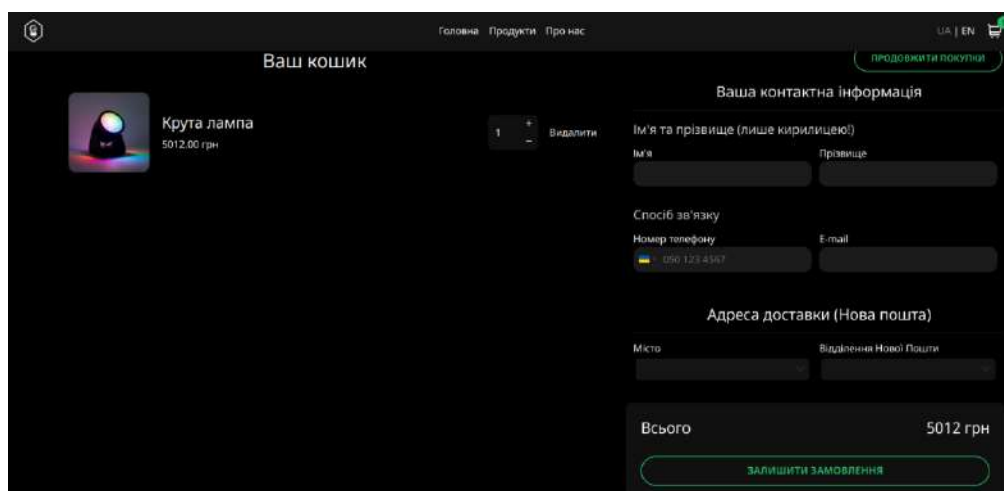 Головна Продукти Про нас
UA | EN
Ваш кошик
ПРОДОВЖИТИ ПОКУПКИ
Крута лампа
5012.00 грн
1
+
−
Видалити
Ваша контактна інформація
Ім'я та прізвище (лише кирилицею!)
Ім'я
Прізвище
Спосіб зв'язку
Номер телефону
E-mail
050 123 4567
Адреса доставки (Нова пошта)
Місто
Відділення Нової Пошти
Всього
5012 грн
ЗАЛИШИТИ ЗАМОВЛЕННЯ